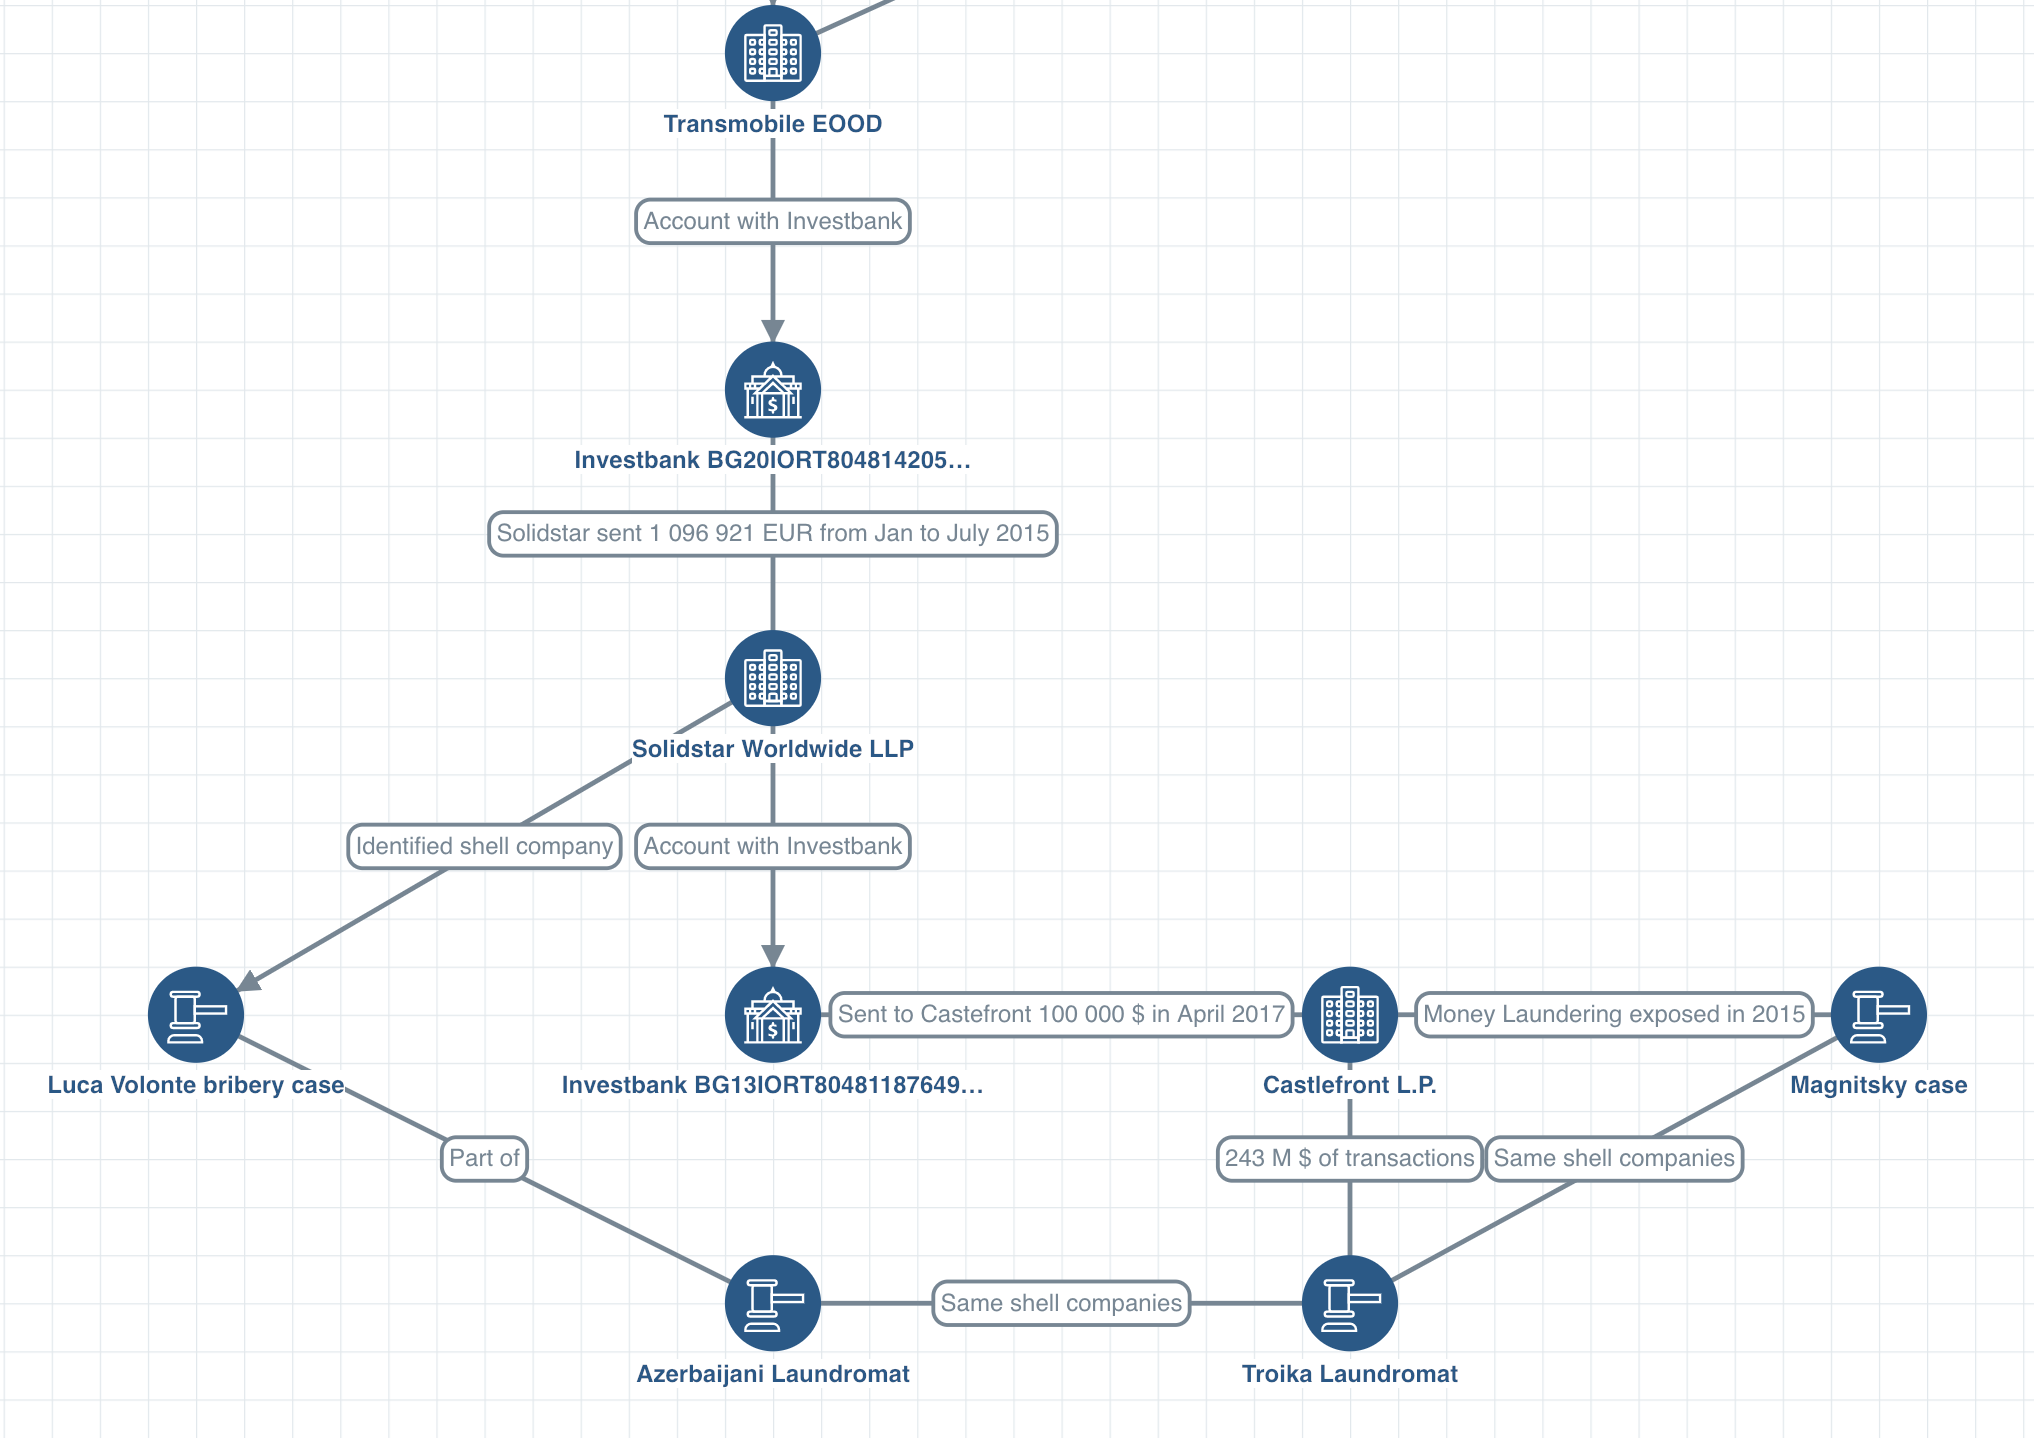 Transmobile EOOD
Account with Investbank
Investbank BG20IORT804814205…
Solidstar sent 1 096 921 EUR from Jan to July 2015
Solidstar Worldwide LLP
Identified shell company
Account with Investbank
Sent to Castefront 100 000 $ in April 2017
Money Laundering exposed in 2015
Luca Volonte bribery case
Investbank BG13IORT80481187649…
Castlefront L.P.
Magnitsky case
Part of
243 M $ of transactions
Same shell companies
Same shell companies
Azerbaijani Laundromat
Troika Laundromat